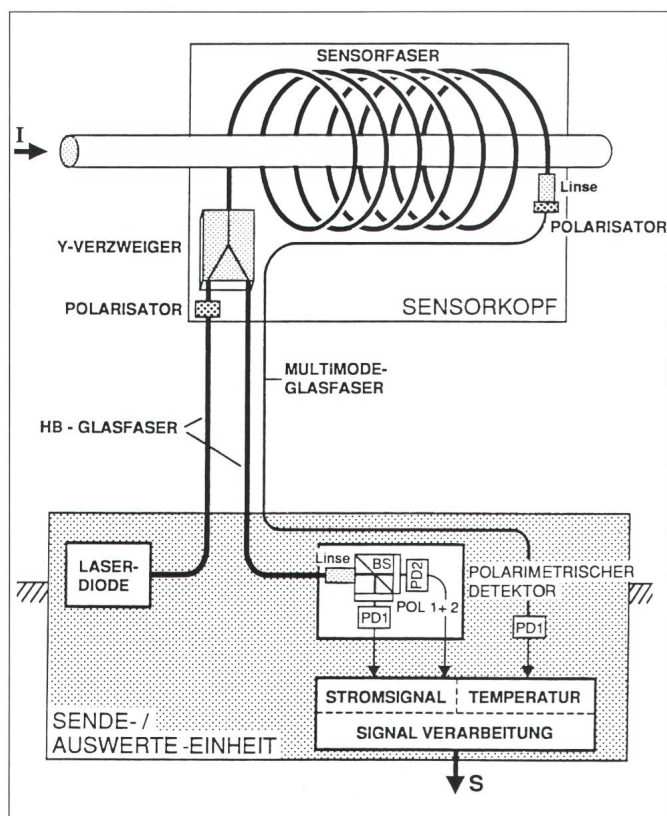 SENSORFASER
I
Linse
POLARISATOR
Y-VERZWEIGER
POLARISATOR
SENSORKOPF
MULTIMODE-
GLASFASER
HB - GLASFASER
LASER-
DIODE
Linse
BS
PD2
POL 1+2
PD1
POLARIMETRISCHER
DETEKTOR
PD1
STROMSIGNAL
TEMPERATUR
SIGNAL VERARBEITUNG
SENDE- /
AUSWERTE -EINHEIT
S